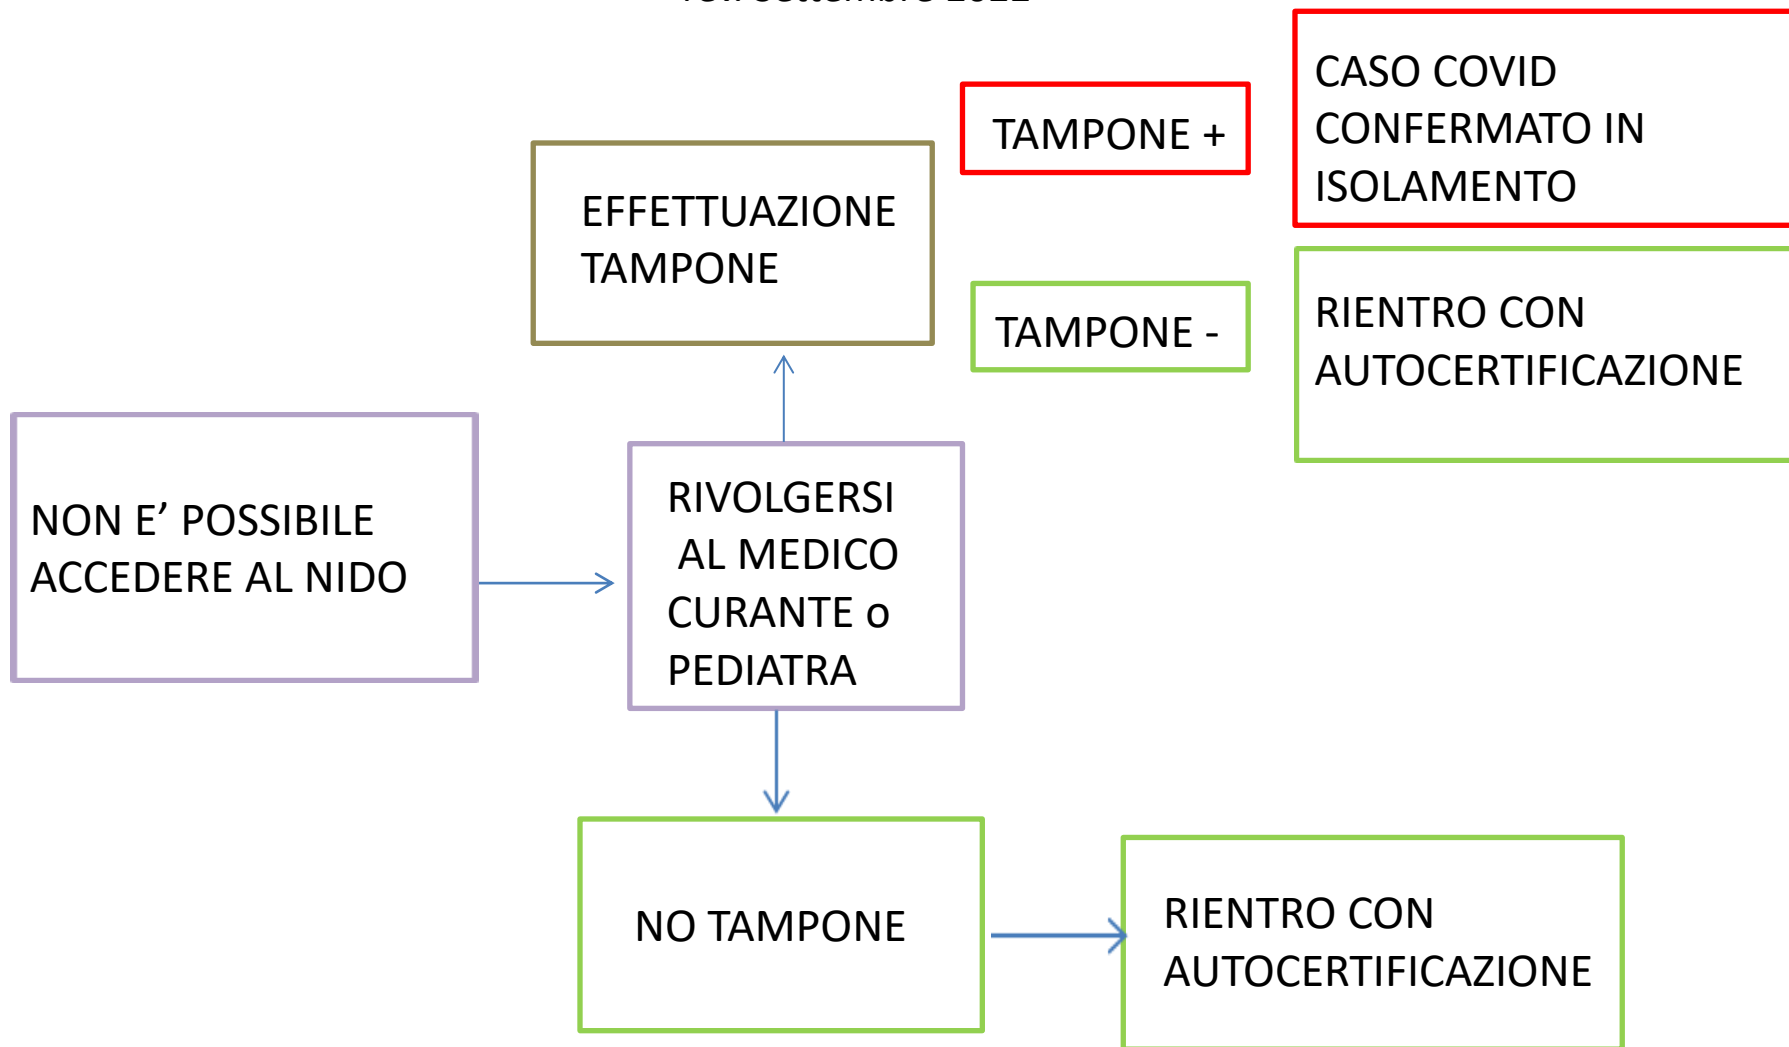 TAMPONE +
CASO COVID
CONFERMATO IN
ISOLAMENTO
EFFETTUAZIONE
TAMPONE
TAMPONE -
RIENTRO CON
AUTOCERTIFICAZIONE
NON E’ POSSIBILE
ACCEDERE AL NIDO
RIVOLGERSI
AL MEDICO
CURANTE o
PEDIATRA
NO TAMPONE
RIENTRO CON
AUTOCERTIFICAZIONE